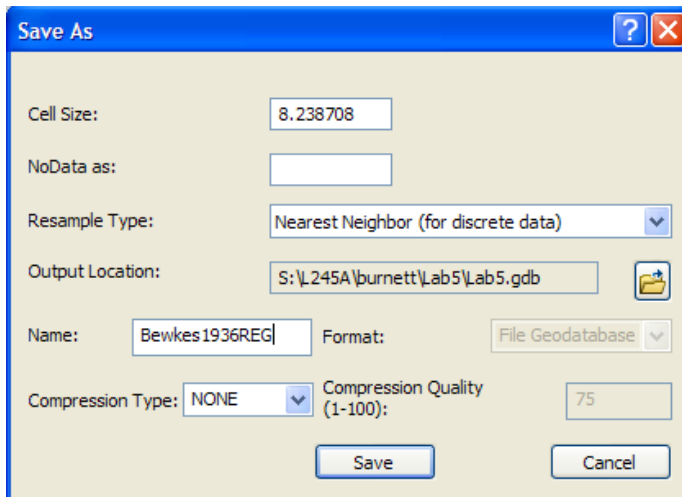 Save As
Cell Size: 8.238708
NoData as:
Resample Type: Nearest Neighbor (for discrete data)
Output Location: S:\L245A\burnett\Lab5\Lab5.gdb
Name: Bewkes1936REG Format: File Geodatabase
Compression Type: NONE Compression Quality
(1-100): 75
Save Cancel